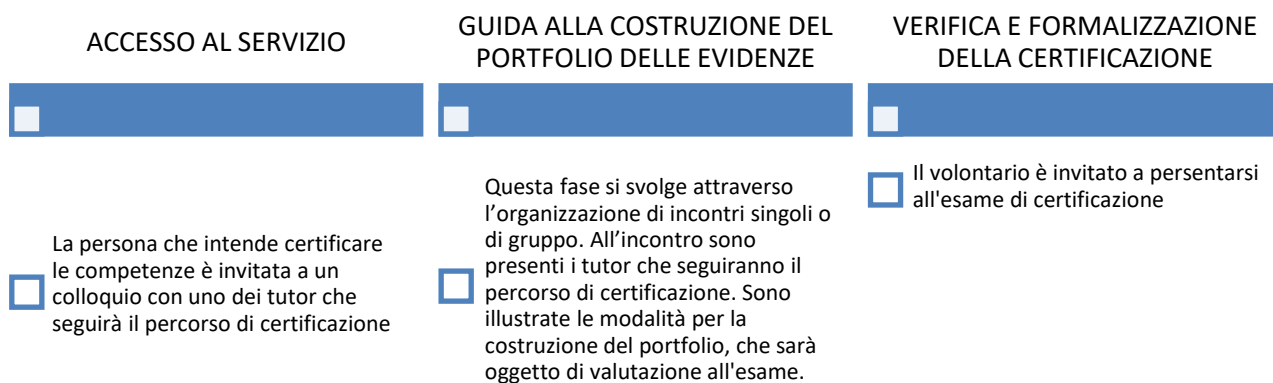 ACCESSO AL SERVIZIO
La persona che intende certificare
le competenze è invitata a un
colloquio con uno dei tutor che
seguirà il percorso di certificazione
GUIDA ALLA COSTRUZIONE DEL
PORTFOLIO DELLE EVIDENZE
Questa fase si svolge attraverso
l’organizzazione di incontri singoli o
di gruppo. All’incontro sono
presenti i tutor che seguiranno il
percorso di certificazione. Sono
illustrate le modalità per la
costruzione del portfolio, che sarà
oggetto di valutazione all'esame.
VERIFICA E FORMALIZZAZIONE
DELLA CERTIFICAZIONE
Il volontario è invitato a persentarsi
all'esame di certificazione